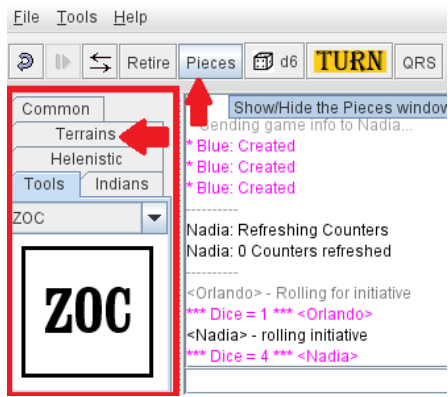 File Tools Help
Retire Pieces d6 TURN QRS
Show/Hide the Pieces window
Common
Terrains
Helenistic
Tools Indians
ZOC
ZOC
* Sending game info to Nadia...
* Blue: Created
* Blue: Created
* Blue: Created
----------
Nadia: Refreshing Counters
Nadia: 0 Counters refreshed
----------
<Orlando> - Rolling for initiative
*** Dice = 1 *** <Orlando>
<Nadia> - rolling initiative
*** Dice = 4 *** <Nadia>